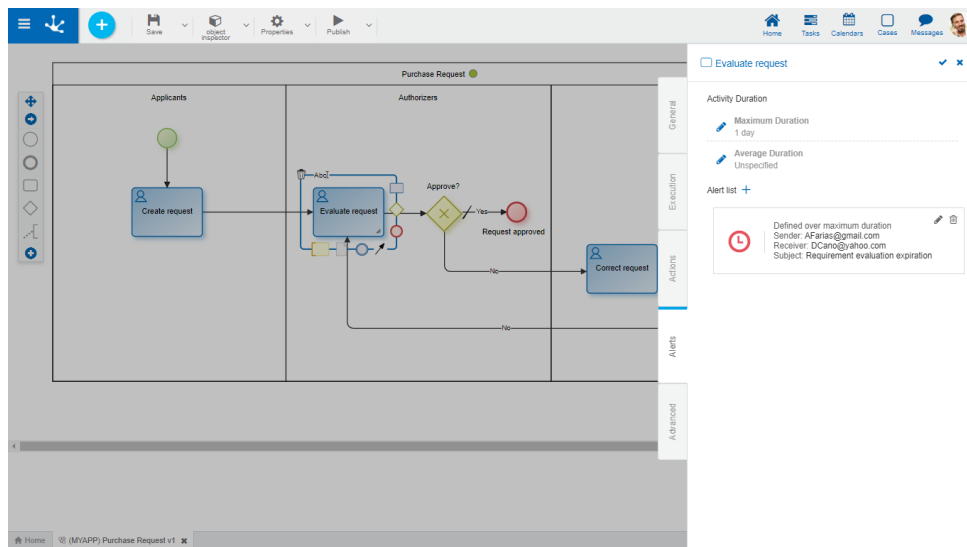 Save
object
inspector
Properties
Publish
Home
Tasks
Calendars
Cases
Messages
Purchase Request
Applicants
Authorizers
Create request
Abc
Evaluate request
Approve?
Yes
Request approved
No
Correct request
No
General
Execution
Actions
Alerts
Advanced
Evaluate request
Activity Duration
Maximum Duration
1 day
Average Duration
Unspecified
Alert list
Defined over maximum duration
Sender: AFarias@gmail.com
Receiver: DCano@yahoo.com
Subject: Requirement evaluation expiration
Home
(MYAPP) Purchase Request v1